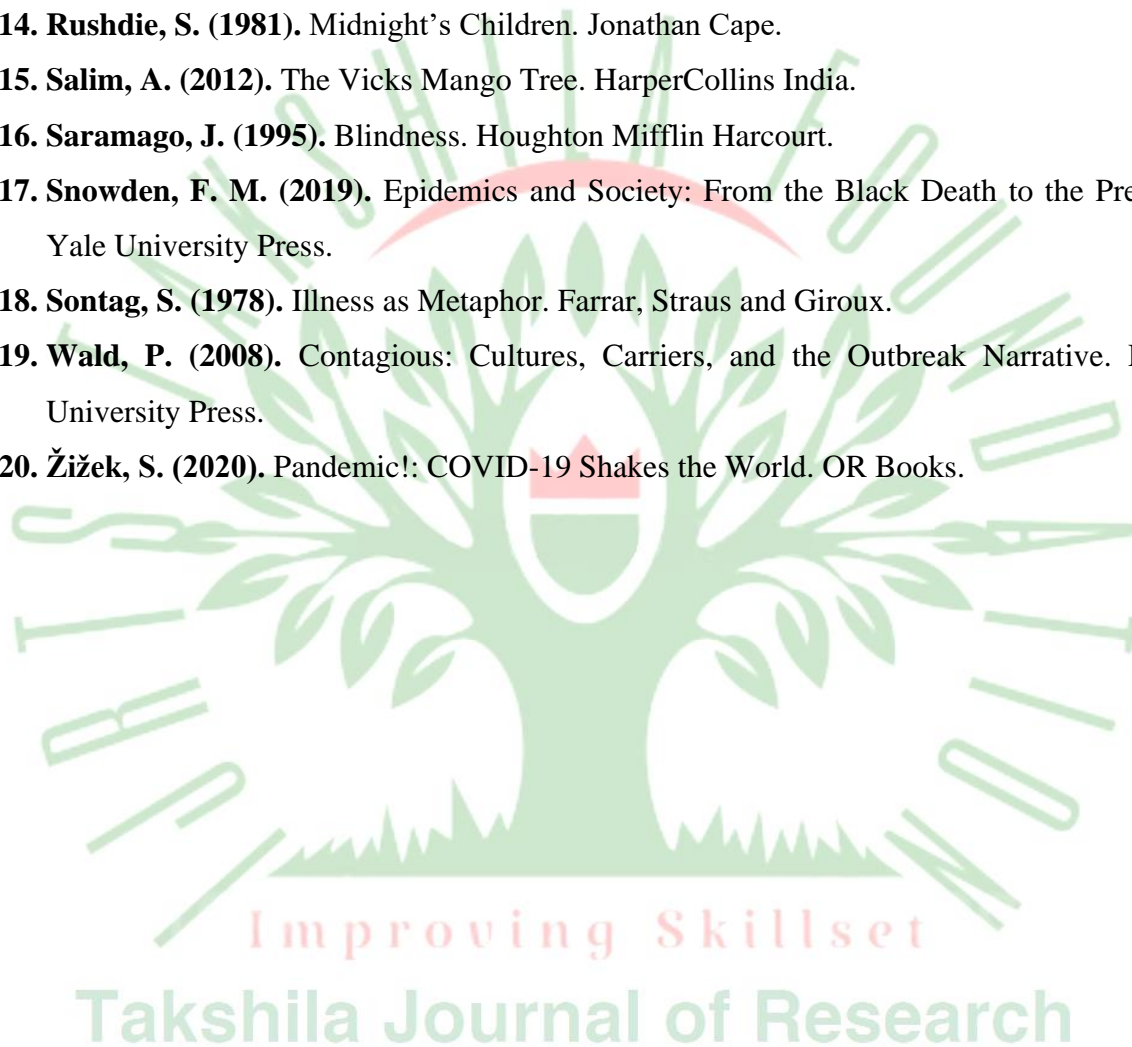 14. Rushdie, S. (1981). Midnight’s Children. Jonathan Cape.
15. Salim, A. (2012). The Vicks Mango Tree. HarperCollins India.
16. Saramago, J. (1995). Blindness. Houghton Mifflin Harcourt.
17. Snowden, F. M. (2019). Epidemics and Society: From the Black Death to the Pre
Yale University Press.
18. Sontag, S. (1978). Illness as Metaphor. Farrar, Straus and Giroux.
19. Wald, P. (2008). Contagious: Cultures, Carriers, and the Outbreak Narrative.
University Press.
20. Žižek, S. (2020). Pandemic!: COVID-19 Shakes the World. OR Books.
Improving Skillset
Takshila Journal of Research